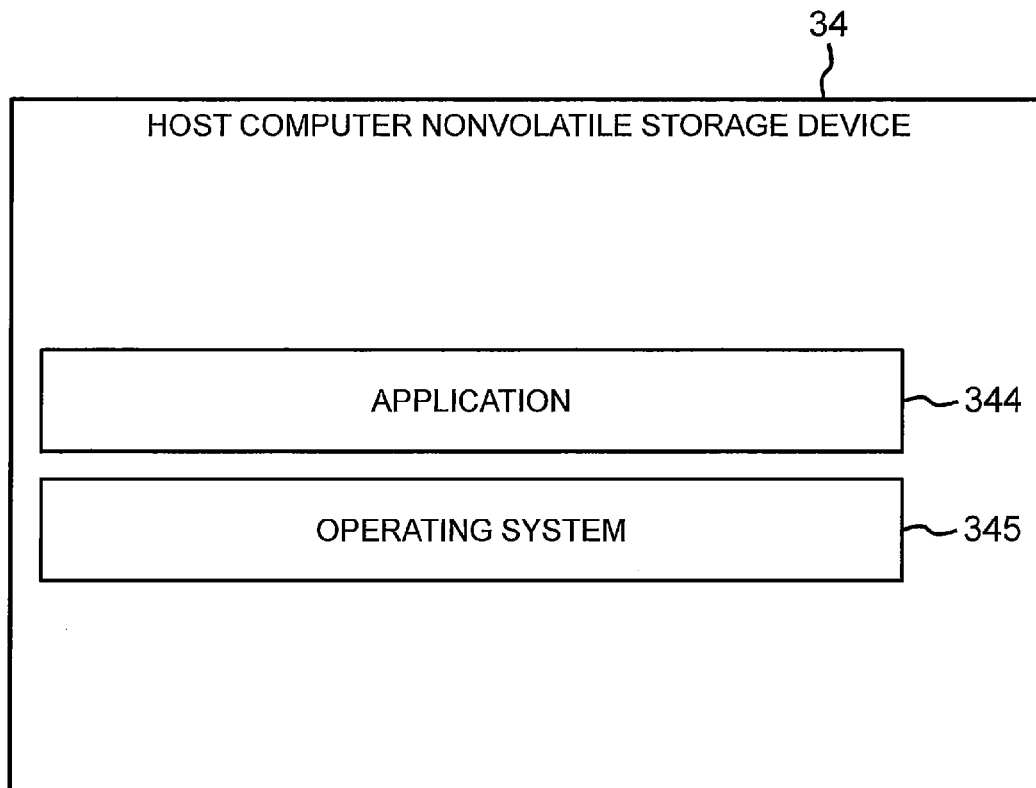 34
HOST COMPUTER NONVOLATILE STORAGE DEVICE
APPLICATION
344
OPERATING SYSTEM
345